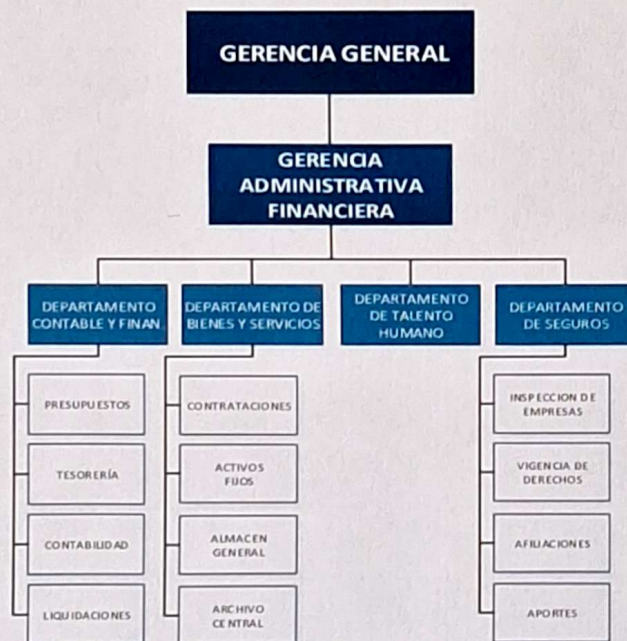 GERENCIA GENERAL
GERENCIA
ADMINISTRATIVA
FINANCIERA
DEPARTAMENTO
CONTABLE Y FINAN.
DEPARTAMENTO DE
BIENES Y SERVICIOS
DEPARTAMENTO
DE TALENTO
HUMANO
DEPARTAMENTO
DE SEGUROS
PRESUPUESTOS
TESORERÍA
CONTABILIDAD
LIQUIDACIONES
CONTRATACIONES
ACTIVOS
FIJOS
ALMACEN
GENERAL
ARCHIVO
CENTRAL
INSPECCION DE
EMPRESAS
VIGENCIA DE
DERECHOS
AFILIACIONES
APORTES